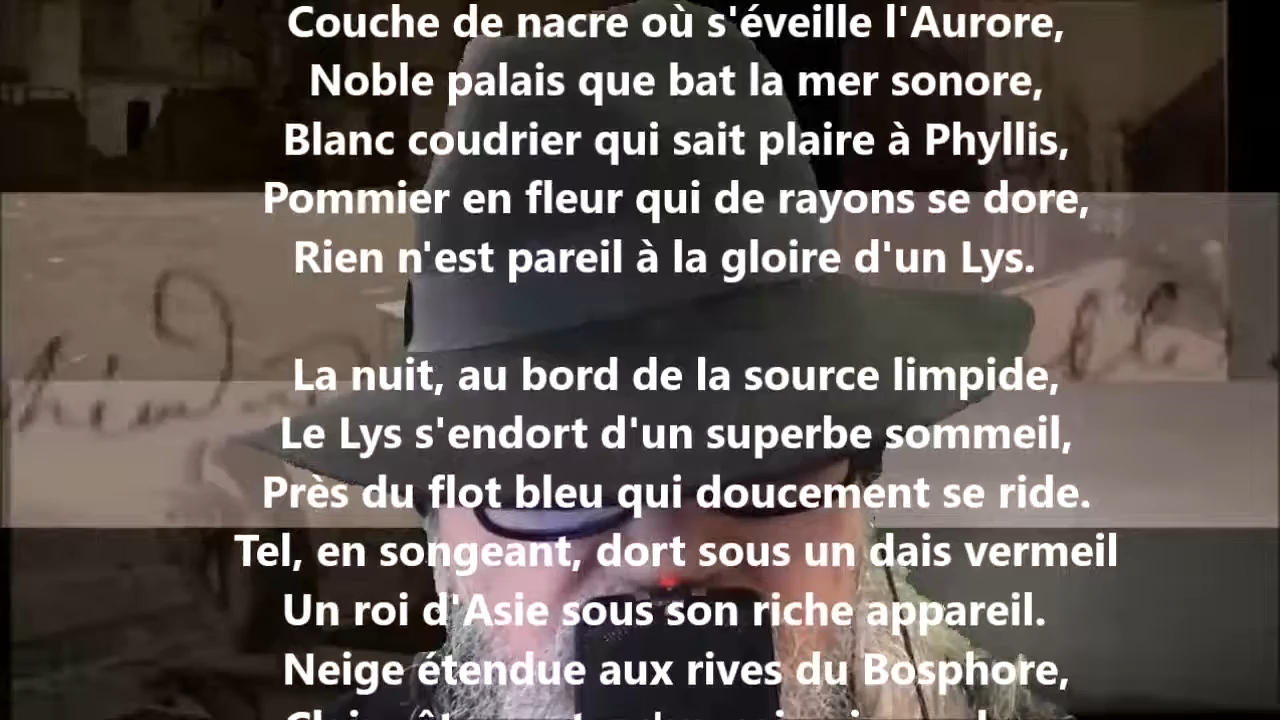 Couche de nacre où s'éveille l'Aurore,
Noble palais que bat la mer sonore,
Blanc coudrier qui sait plaire à Phyllis,
Pommier en fleur qui de rayons se dore,
Rien n'est pareil à la gloire d'un Lys.
La nuit, au bord de la source limpide,
Le Lys s'endort d'un superbe sommeil,
Près du flot bleu qui doucement se ride.
Tel, en songeant, dort sous un dais vermeil
Un roi d'Asie sous son riche appareil.
Neige étendue aux rives du Bosphore,